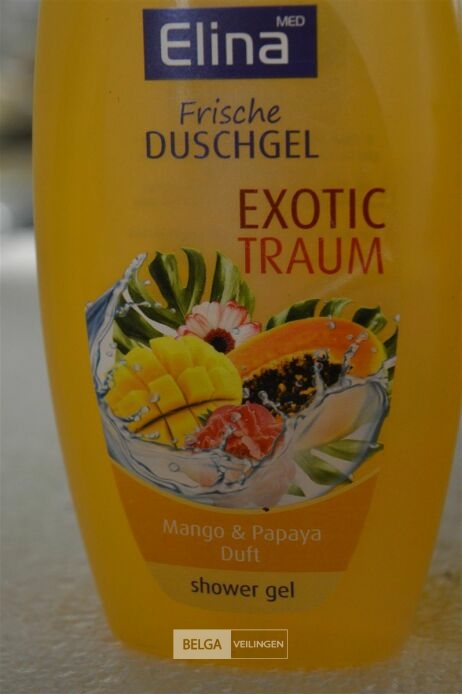 Elina MED
Frische
DUSCHGEL
EXOTIC
TRAUM
Mango & Papaya
Duft
shower gel
BELGA VEILINGEN